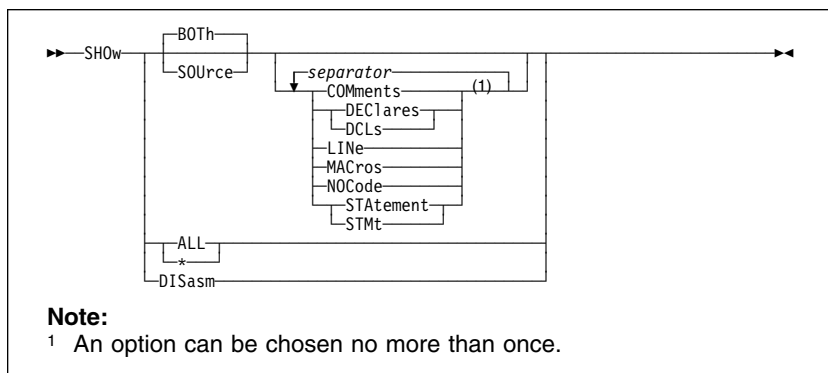 BOTh
SHOw
SOUrce
separator
COMments
(1)
DEClares
DCLs
LINe
MACros
NOCode
STAtement
STMt
ALL
*
DISasm
Note:
1 An option can be chosen no more than once.